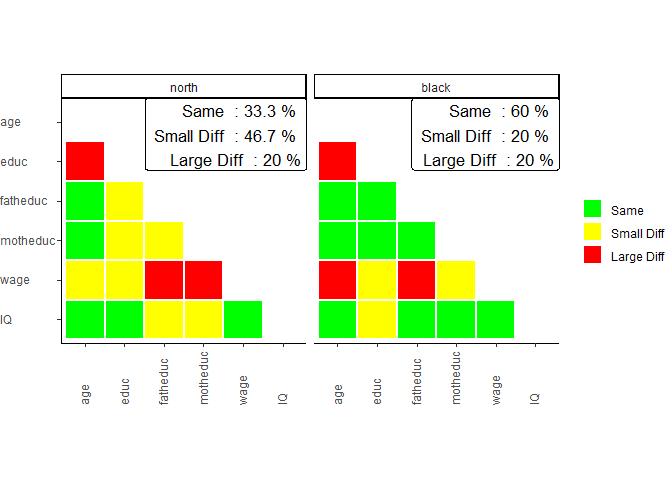 north
black
Same : 33.3 %
Small Diff : 46.7 %
Large Diff : 20 %
Same : 60 %
Small Diff : 20 %
Large Diff : 20 %
age
educ
fatheduc
motheduc
wage
IQ
Same
Small Diff
Large Diff
age
educ
fatheduc
motheduc
wage
IQ
age
educ
fatheduc
motheduc
wage
IQ